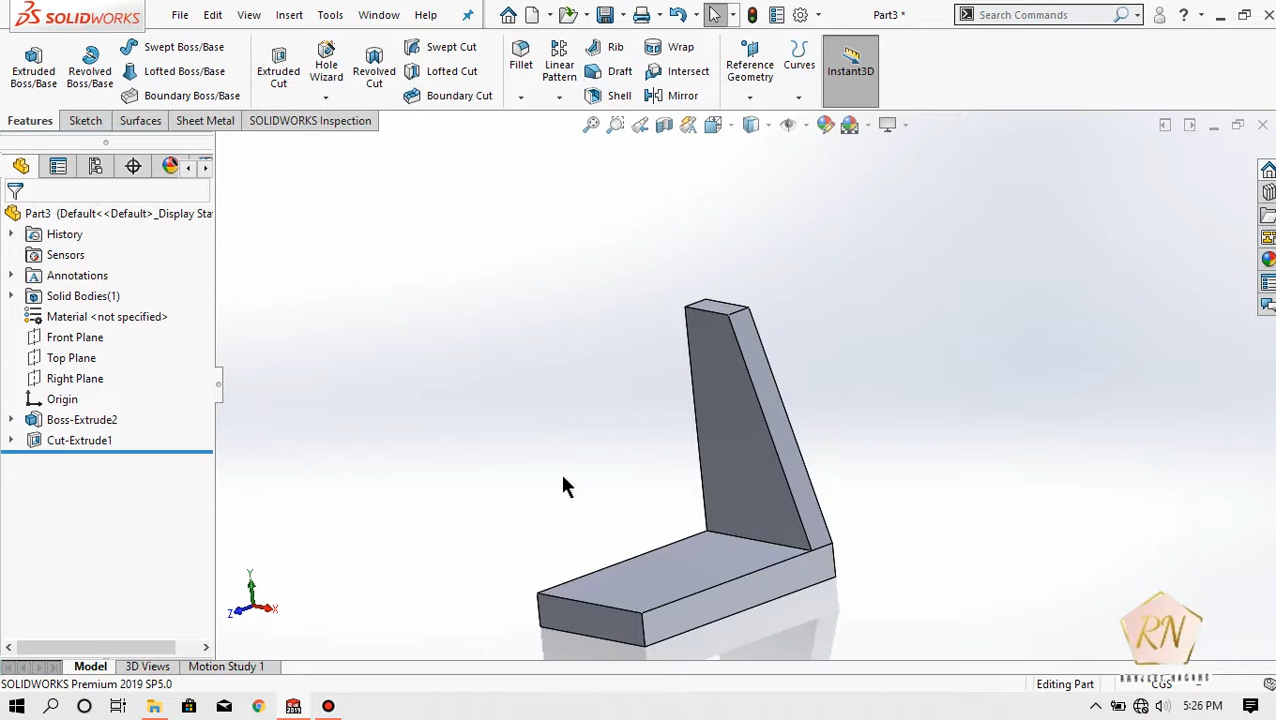 SOLIDWORKS File Edit View Insert Tools Window Help Part3 * Search Commands ?
Extruded Boss/Base Revolved Boss/Base Swept Boss/Base Lofted Boss/Base Boundary Boss/Base Extruded Cut Hole Wizard Revolved Cut Swept Cut Lofted Cut Boundary Cut Fillet Linear Pattern Rib Draft Shell Wrap Intersect Mirror Reference Geometry Curves Instant3D
Features Sketch Surfaces Sheet Metal SOLIDWORKS Inspection
Part3 (Default<<Default>_Display Sta
History
Sensors
Annotations
Solid Bodies(1)
Material <not specified>
Front Plane
Top Plane
Right Plane
Origin
Boss-Extrude2
Cut-Extrude1
Y
Z X
RN
Model 3D Views Motion Study 1
SOLIDWORKS Premium 2019 SP5.0 Editing Part CGS
5:26 PM